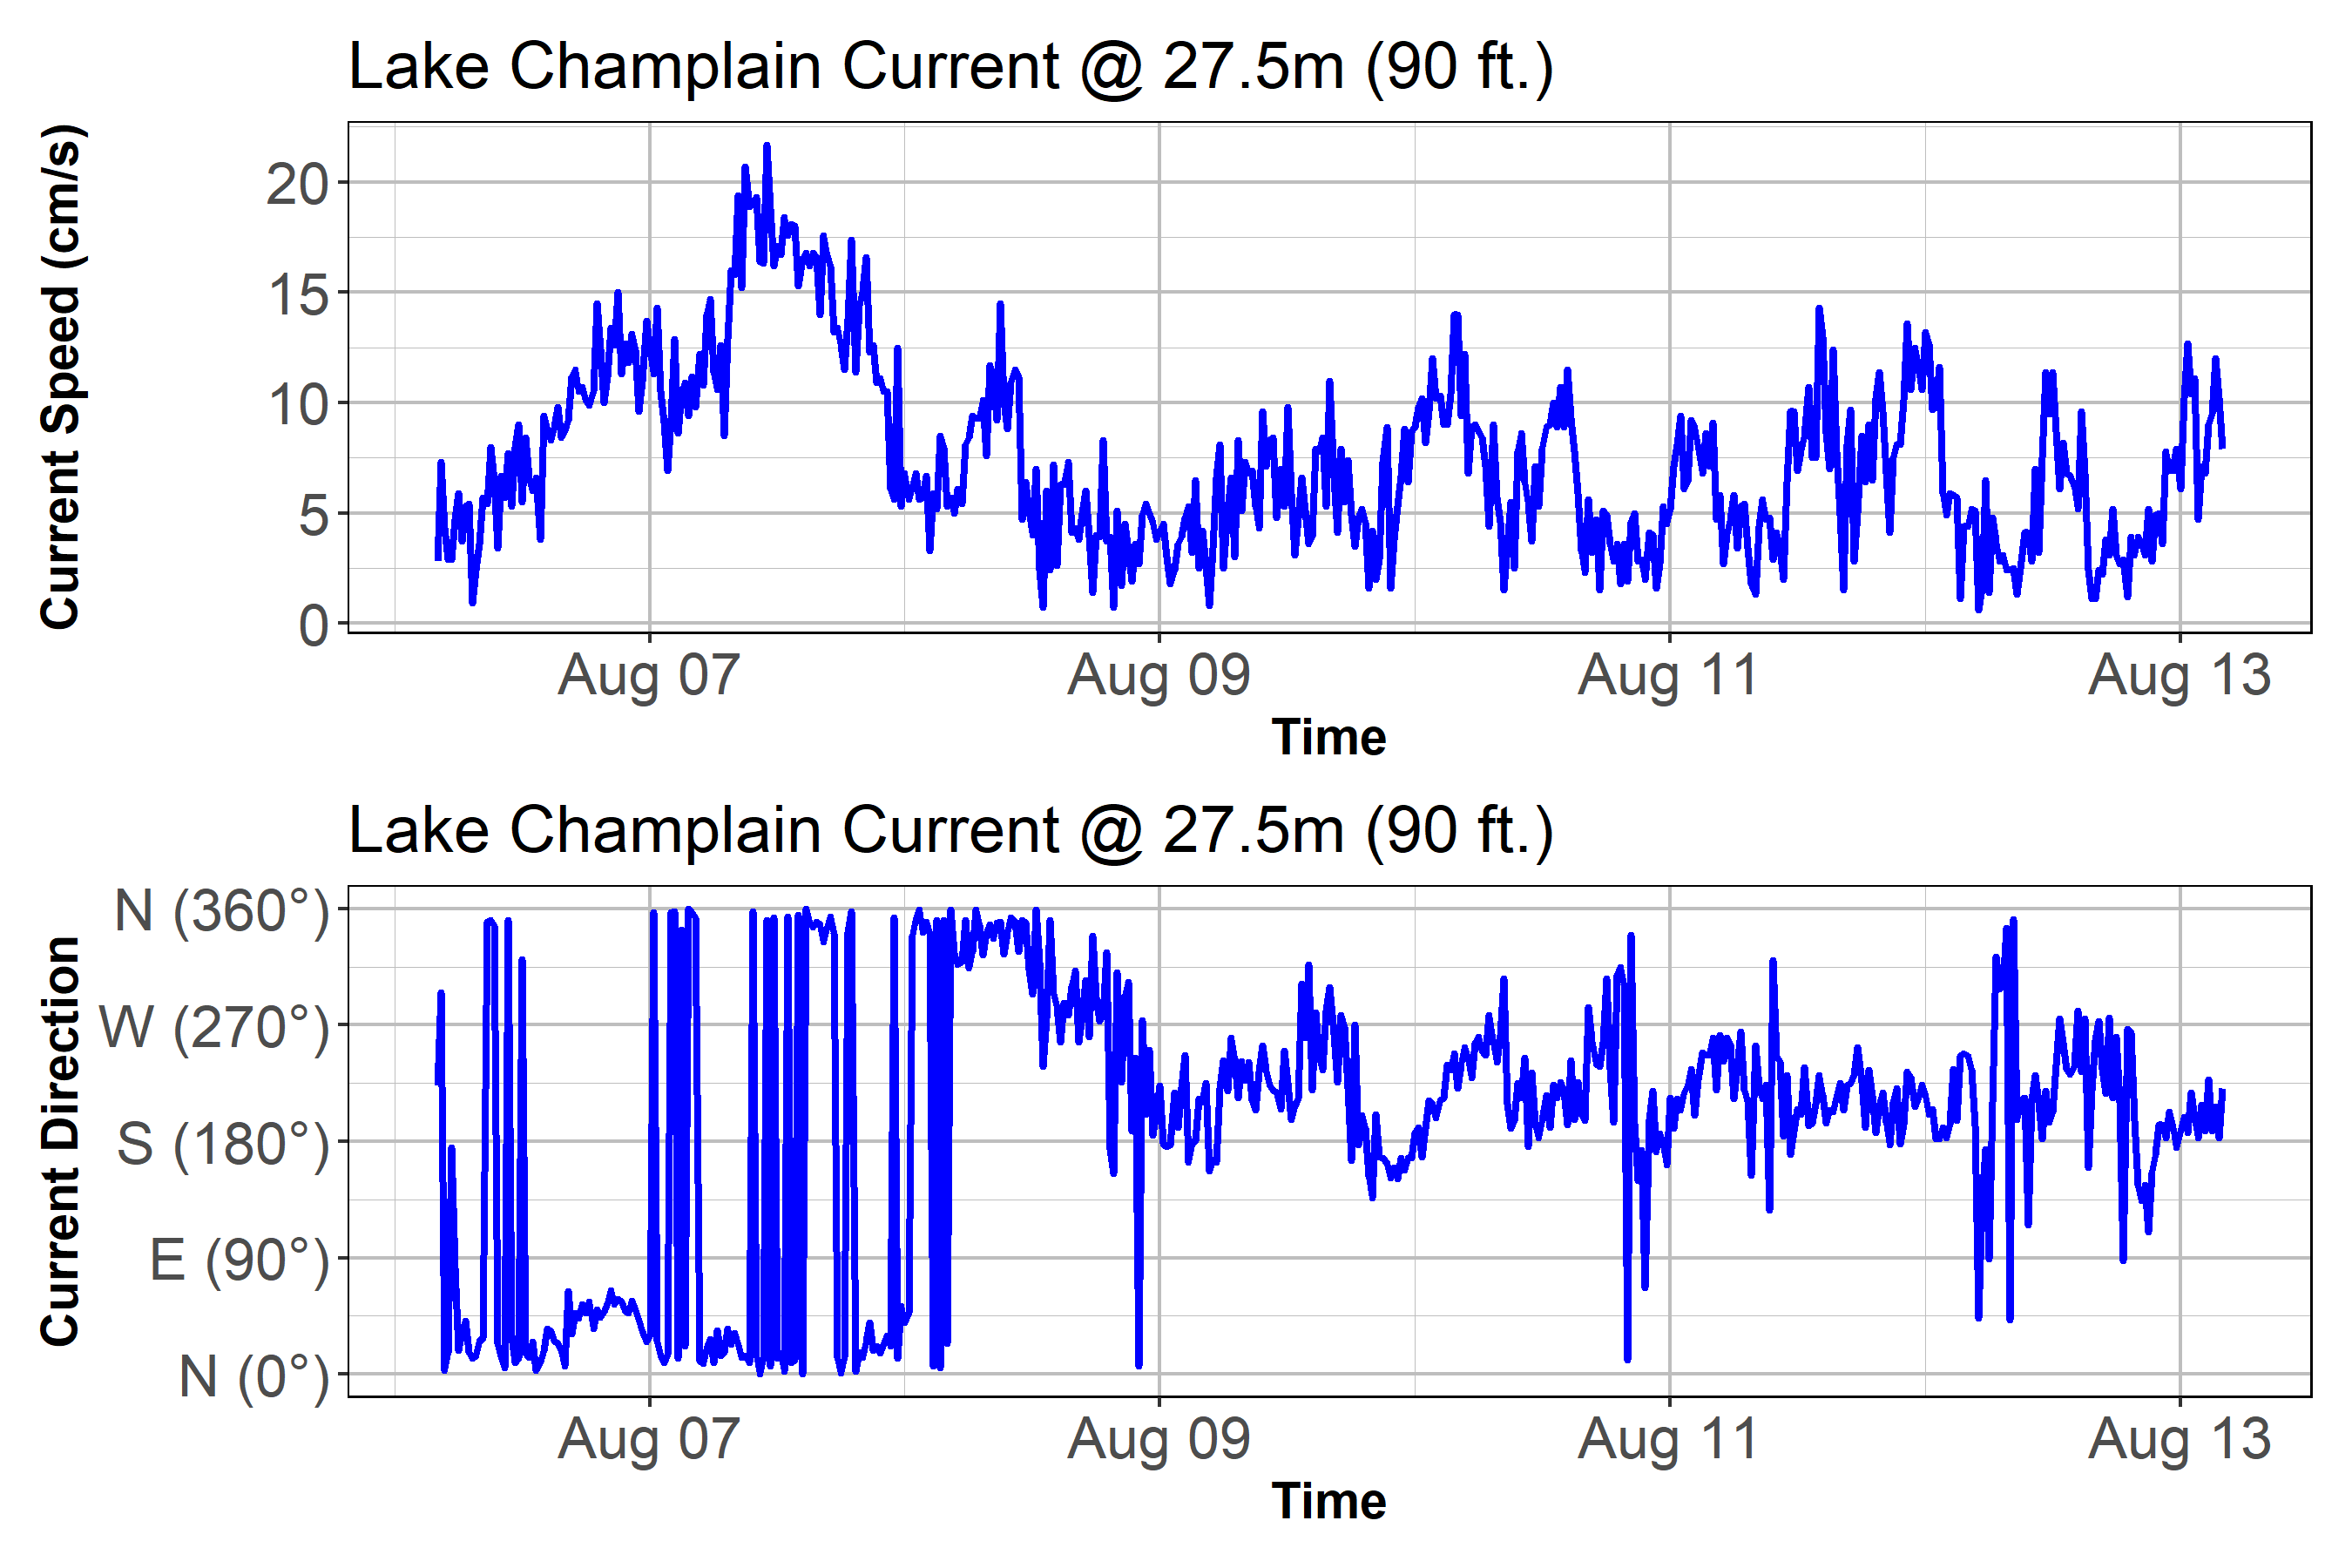 Lake Champlain Current @ 27.5m (90 ft.)
Current Speed (cm/s)
20
15
10
5
0
Aug 07 Aug 09 Aug 11 Aug 13
Time
Lake Champlain Current @ 27.5m (90 ft.)
Current Direction
N (360°)
W (270°)
S (180°)
E (90°)
N (0°)
Aug 07 Aug 09 Aug 11 Aug 13
Time